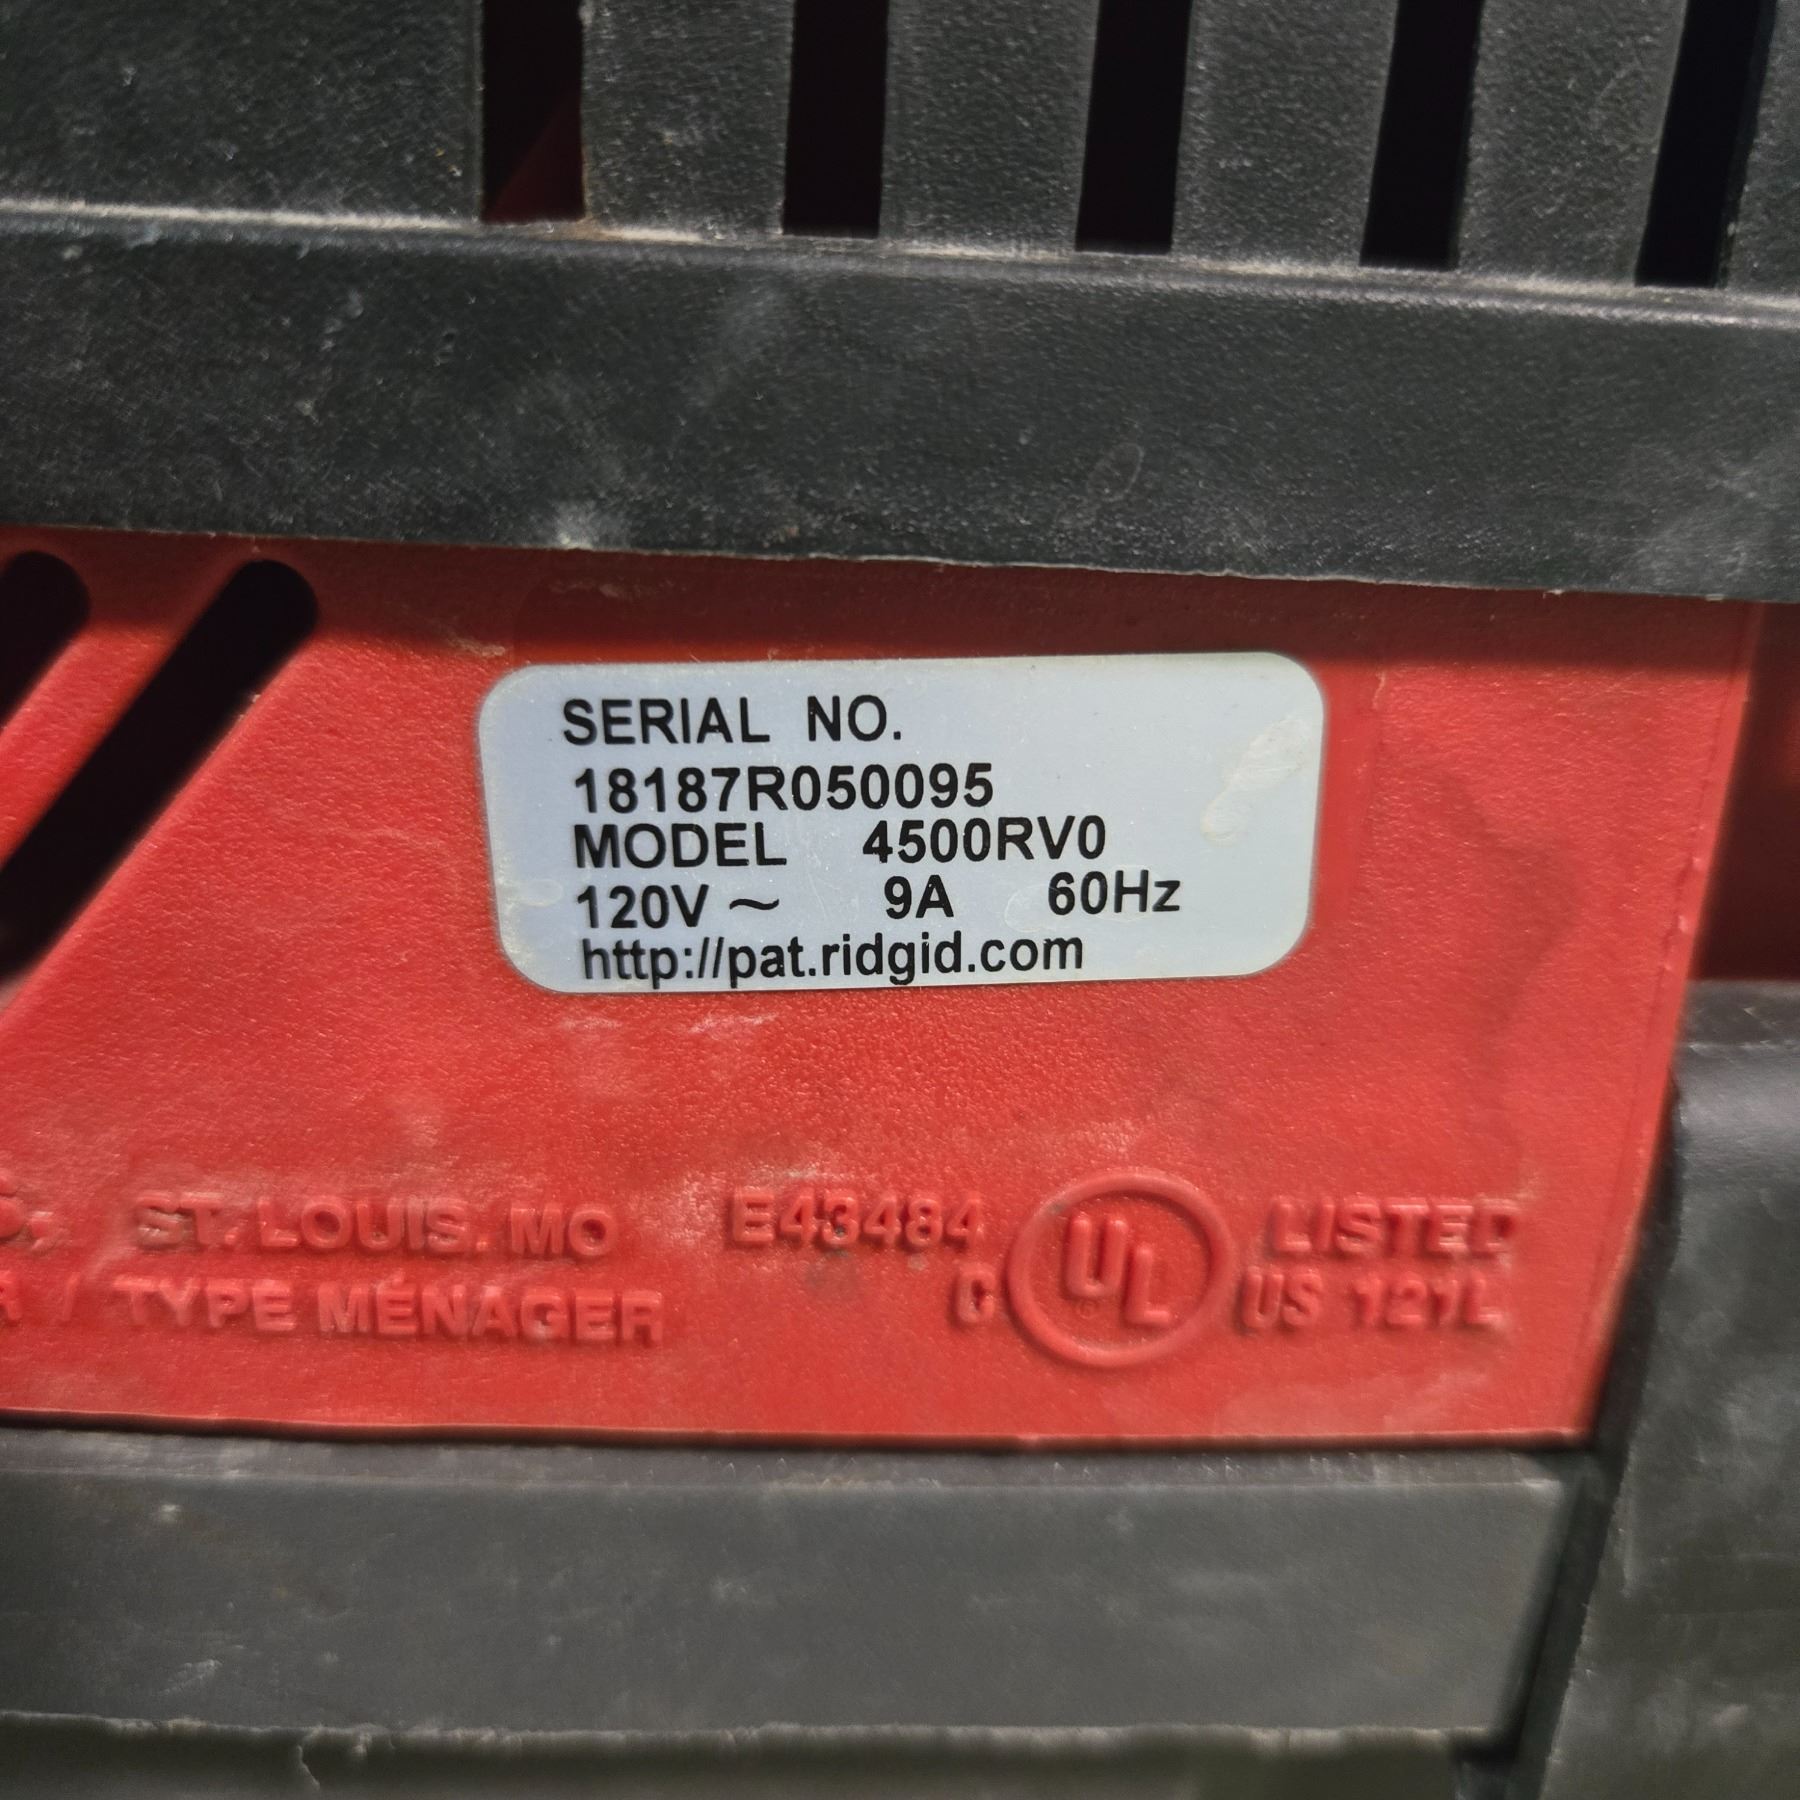 SERIAL NO.
18187R050095
MODEL 4500RV0
120V ~ 9A 60Hz
http://pat.ridgid.com
ST. LOUIS, MO E43484 LISTED
/ TYPE MÉNAGER C UL ® US 121L